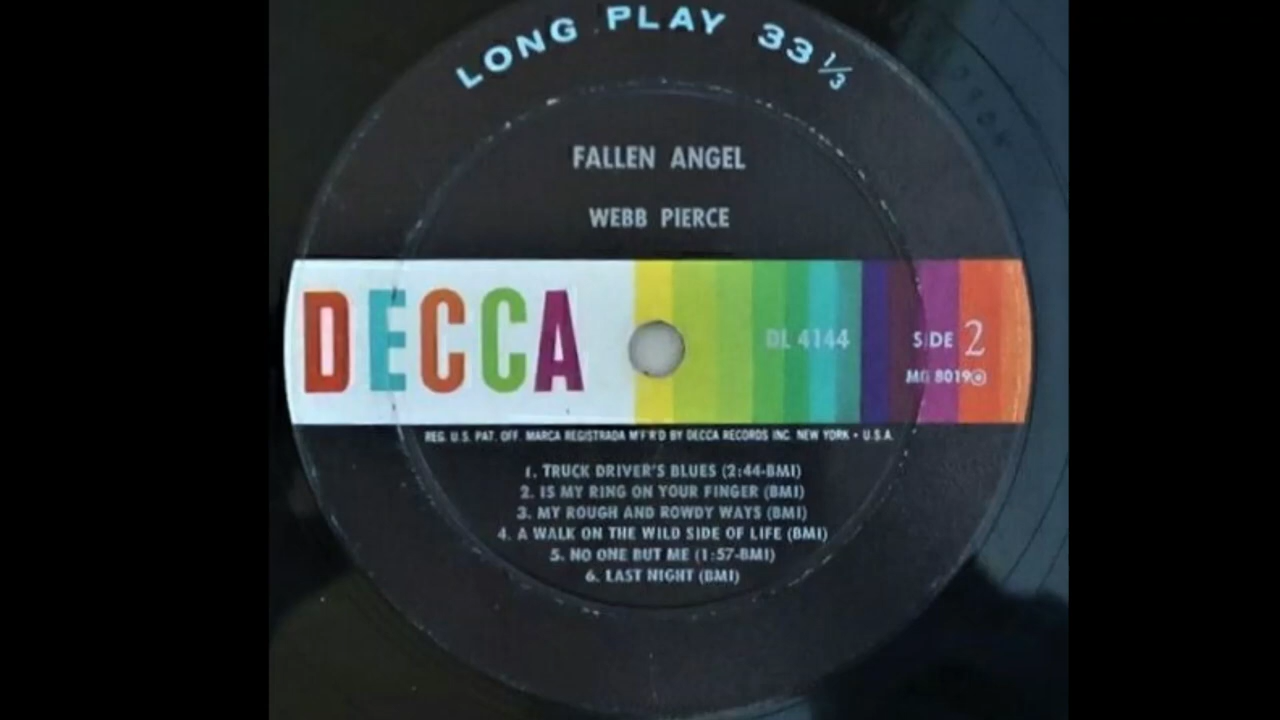 LONG PLAY 33 1/3
FALLEN ANGEL
WEBB PIERCE
DECCA
DL 4144
SIDE 2
MG 8019
REG. U.S. PAT. OFF. MARCA REGISTRADA M'F'R'D BY DECCA RECORDS INC. NEW YORK • U.S.A.
1. TRUCK DRIVER'S BLUES (2:44-BMI)
2. IS MY RING ON YOUR FINGER (BMI)
3. MY ROUGH AND ROWDY WAYS (BMI)
4. A WALK ON THE WILD SIDE OF LIFE (BMI)
5. NO ONE BUT ME (1:57-BMI)
6. LAST NIGHT (BMI)